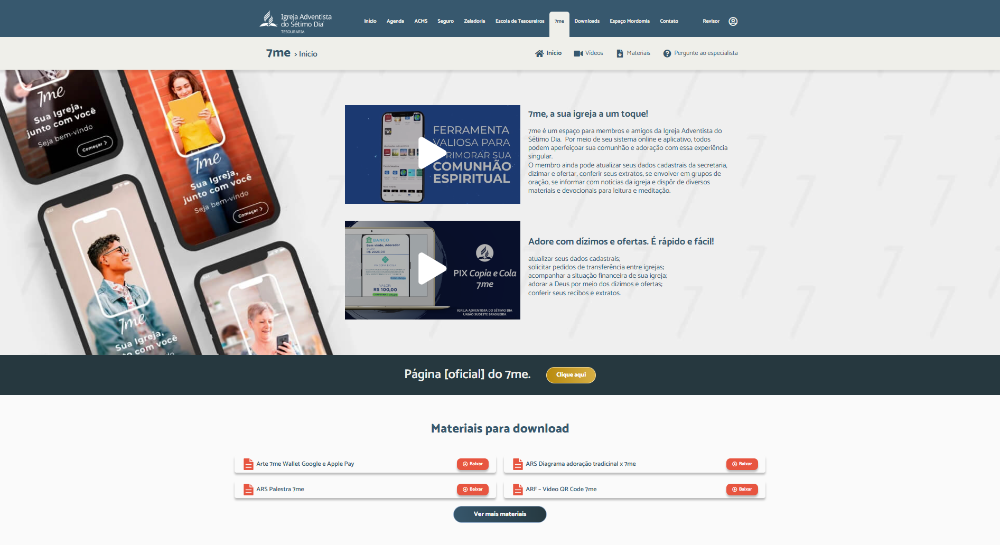 Igreja Adventista
do Sétimo Dia
TESOURARIA
Início
Agenda
ACMS
Seguro
Zeladoria
Escola de Tesoureiros
7me
Downloads
Espaço Mordomia
Contato
Revisor
7me > Início
Início
Vídeos
Materiais
Pergunte ao especialista
7me
Sua Igreja,
junto com você
Seja bem-vindo
Começar >
7me
Sua Igreja,
junto com você
Seja bem-vindo
Começar >
9:41
7me
Sua Igreja,
to com você
9:41
FERRAMENTA
VALIOSA PARA
RIMORAR SUA
COMUNHÃO
ESPIRITUAL
7me, a sua igreja a um toque!
7me é um espaço para membros e amigos da Igreja Adventista do
Sétimo Dia. Por meio de seu sistema online e aplicativo, todos
podem aperfeiçoar sua comunhão e adoração com essa experiência
singular.
O membro ainda pode atualizar seus dados cadastrais da secretaria,
dizimar e ofertar, conferir seus extratos, se envolver em grupos de
oração, se informar com notícias da igreja e dispôr de diversos
materiais e devocionais para leitura e meditação.
BANCO
Bem vindo, Adorador
SALDO
R$ 2023,00
PIX COPIA E COLA
VALOR:
R$ 100,00
CONFIRMAR VALOR
PIX Copia e Cola
7me
IGREJA ADVENTISTA DO SÉTIMO DIA
UNIÃO SUDESTE BRASILEIRA
Adore com dízimos e ofertas. É rápido e fácil!
atualizar seus dados cadastrais;
solicitar pedidos de transferência entre igrejas;
acompanhar a situação financeira de sua igreja;
adorar a Deus por meio dos dízimos e ofertas;
conferir seus recibos e extratos.
Página [oficial] do 7me.
Clique aqui
Materiais para download
Arte 7me Wallet Google e Apple Pay
Baixar
ARS Diagrama adoração tradicinal x 7me
Baixar
ARS Palestra 7me
Baixar
ARF – Video QR Code 7me
Baixar
Ver mais materiais